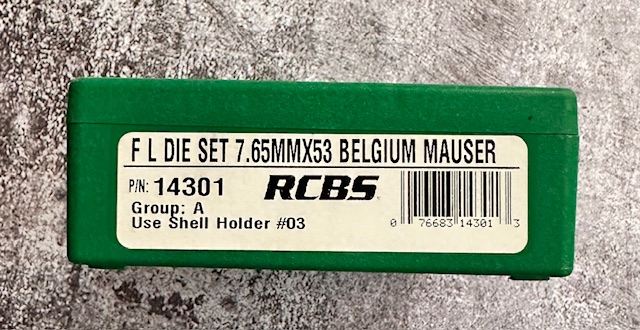 F L DIE SET 7.65MMX53 BELGIUM MAUSER
P/N: 14301
RCBS
Group: A
Use Shell Holder #03
0 76683 14301 3